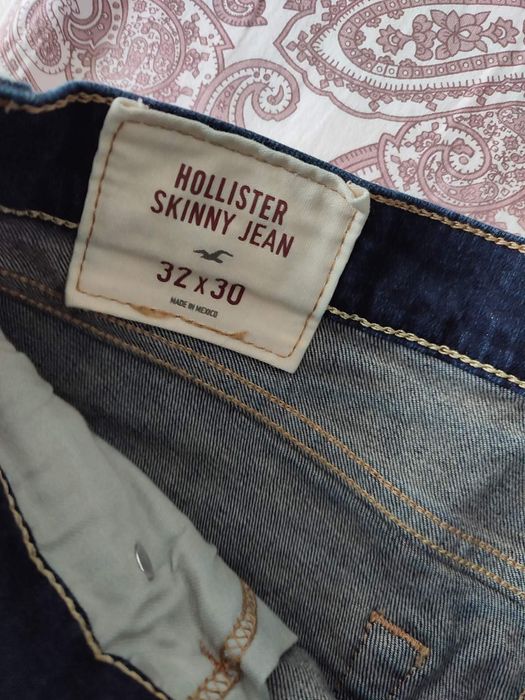 HOLLISTER
SKINNY JEAN
32 x 30
MADE IN MEXICO